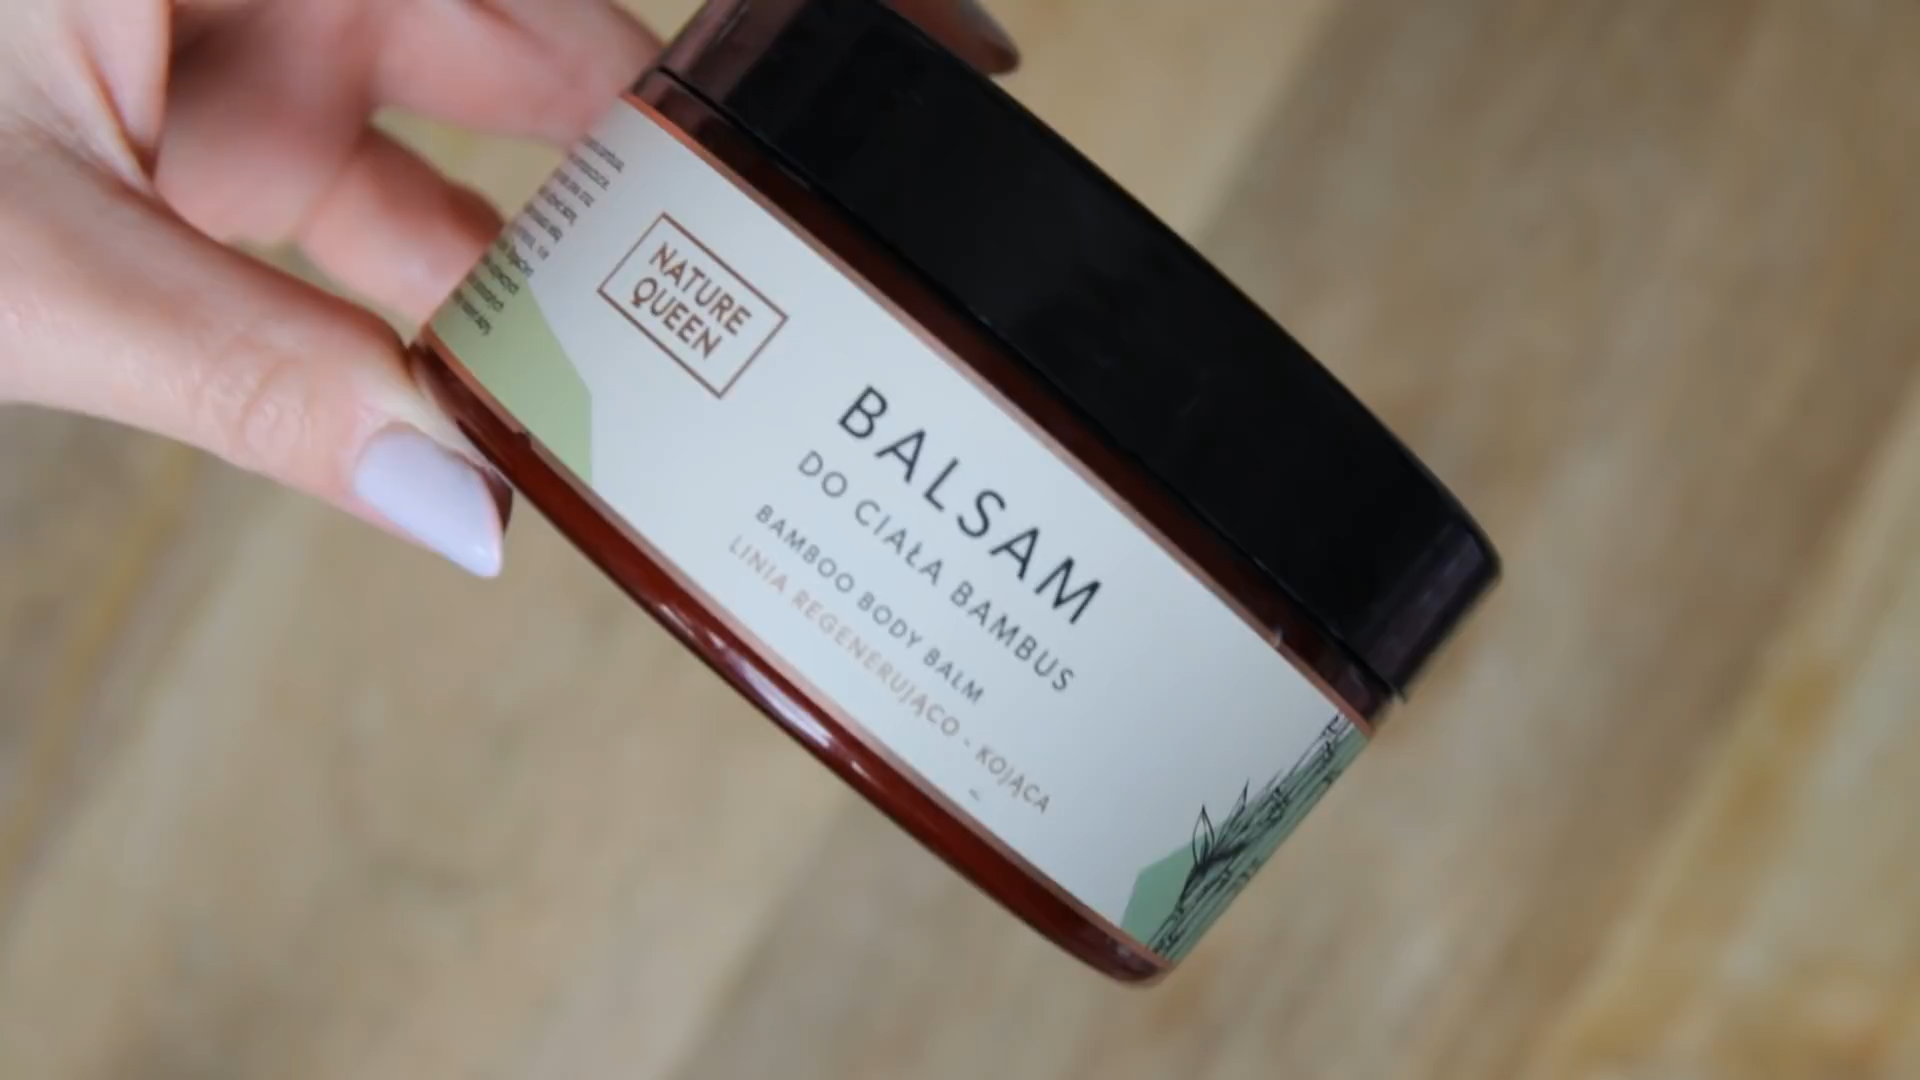 NATURE
QUEEN
BALSAM
DO CIAŁA BAMBUS
BAMBOO BODY BALM
LINIA REGENERUJĄCO - KOJĄCA